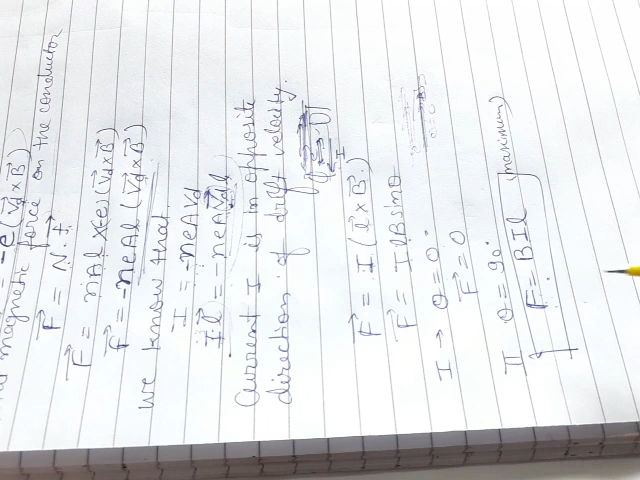 magnetic = -e(V⃗d×B⃗)
magnetic force on the conductor
F⃗ = N.f⃗
F⃗ = nAl×(-e)(V⃗d×B⃗)
F⃗ = -neAl (V⃗d×B⃗)
we know that
I = -neAVd
I.l⃗ = -neAV⃗dl
Current I is in opposite
direction of drift velocity.
F⃗ = I(l⃗×B⃗)
F⃗ = IlBsinθ
I → θ = 0°
F⃗ = 0
II θ = 90°
F = BIl (maximum)